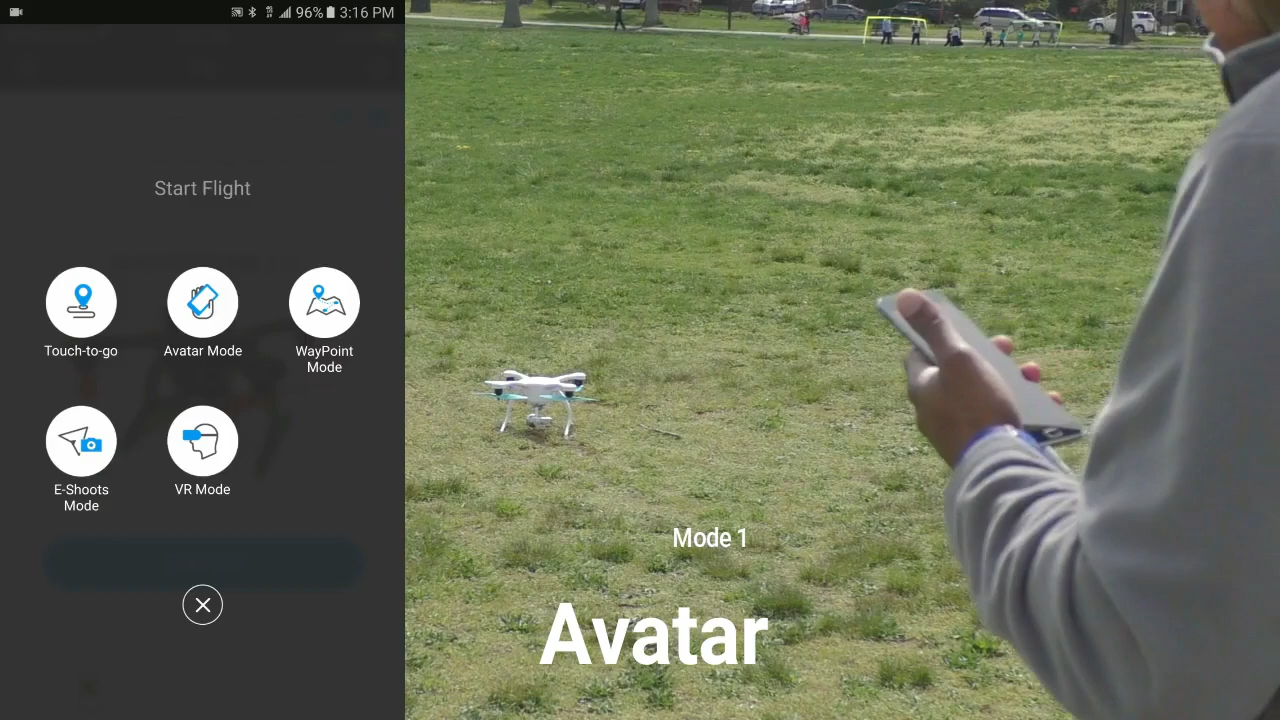 96% 3:16 PM
Start Flight
Touch-to-go
Avatar Mode
WayPoint
Mode
E-Shoots
Mode
VR Mode
Mode 1
Avatar